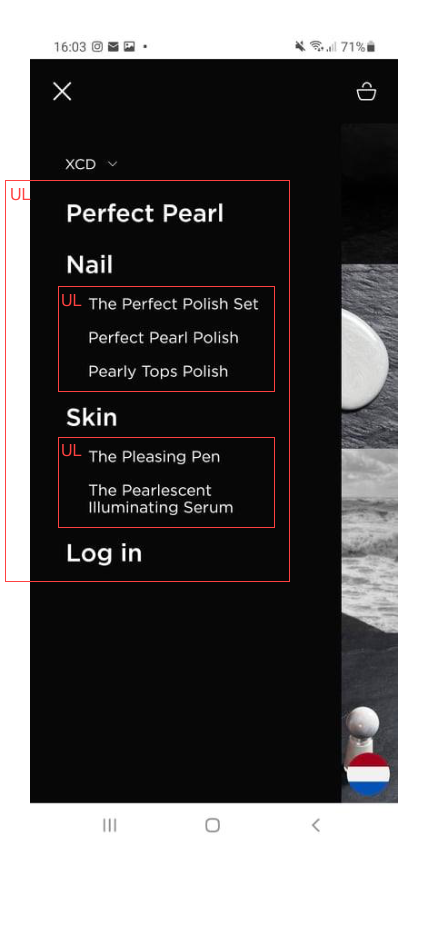 16:03
71%
XCD
UL
Perfect Pearl
Nail
UL
The Perfect Polish Set
Perfect Pearl Polish
Pearly Tops Polish
Skin
UL
The Pleasing Pen
The Pearlescent
Illuminating Serum
Log in